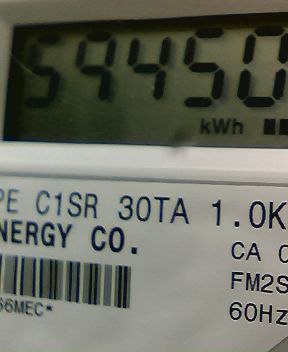 59450
kWh
PE C1SR 30TA 1.0K
NERGY CO.
CA
FM2S
66MEC*
60Hz